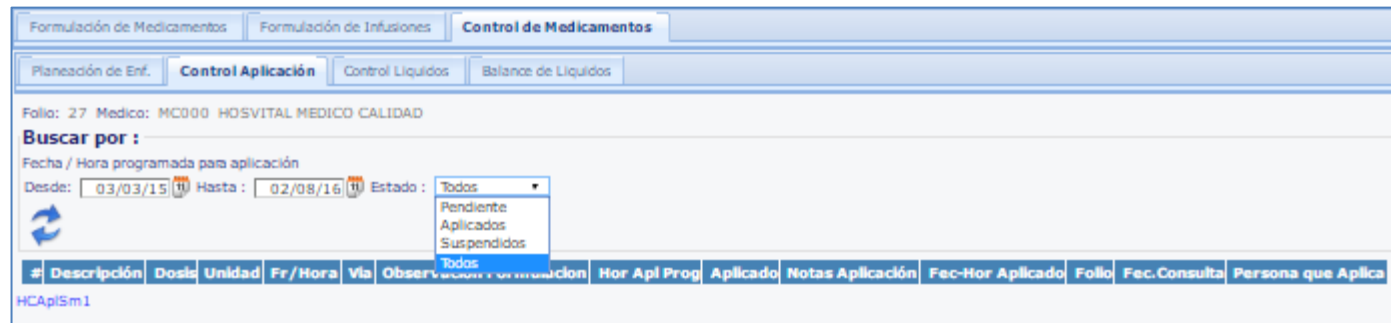 Formulación de Medicamentos Formulación de Infusiones Control de Medicamentos
Planeación de Enf. Control Aplicación Control Liquidos Balance de Liquidos
Folio: 27 Medico: MC000 HOSVITAL MEDICO CALIDAD
Buscar por :
Fecha / Hora programada para aplicación
Desde: 03/03/15 Hasta : 02/08/16 Estado : Todos
Pendiente
Aplicados
Suspendidos
Todos
# Descripción Dosis Unidad Fr/Hora Via Observacion Formulacion Hor Apl Prog Aplicado Notas Aplicación Fec-Hor Aplicado Folio Fec.Consulta Persona que Aplica
HCAplSm1